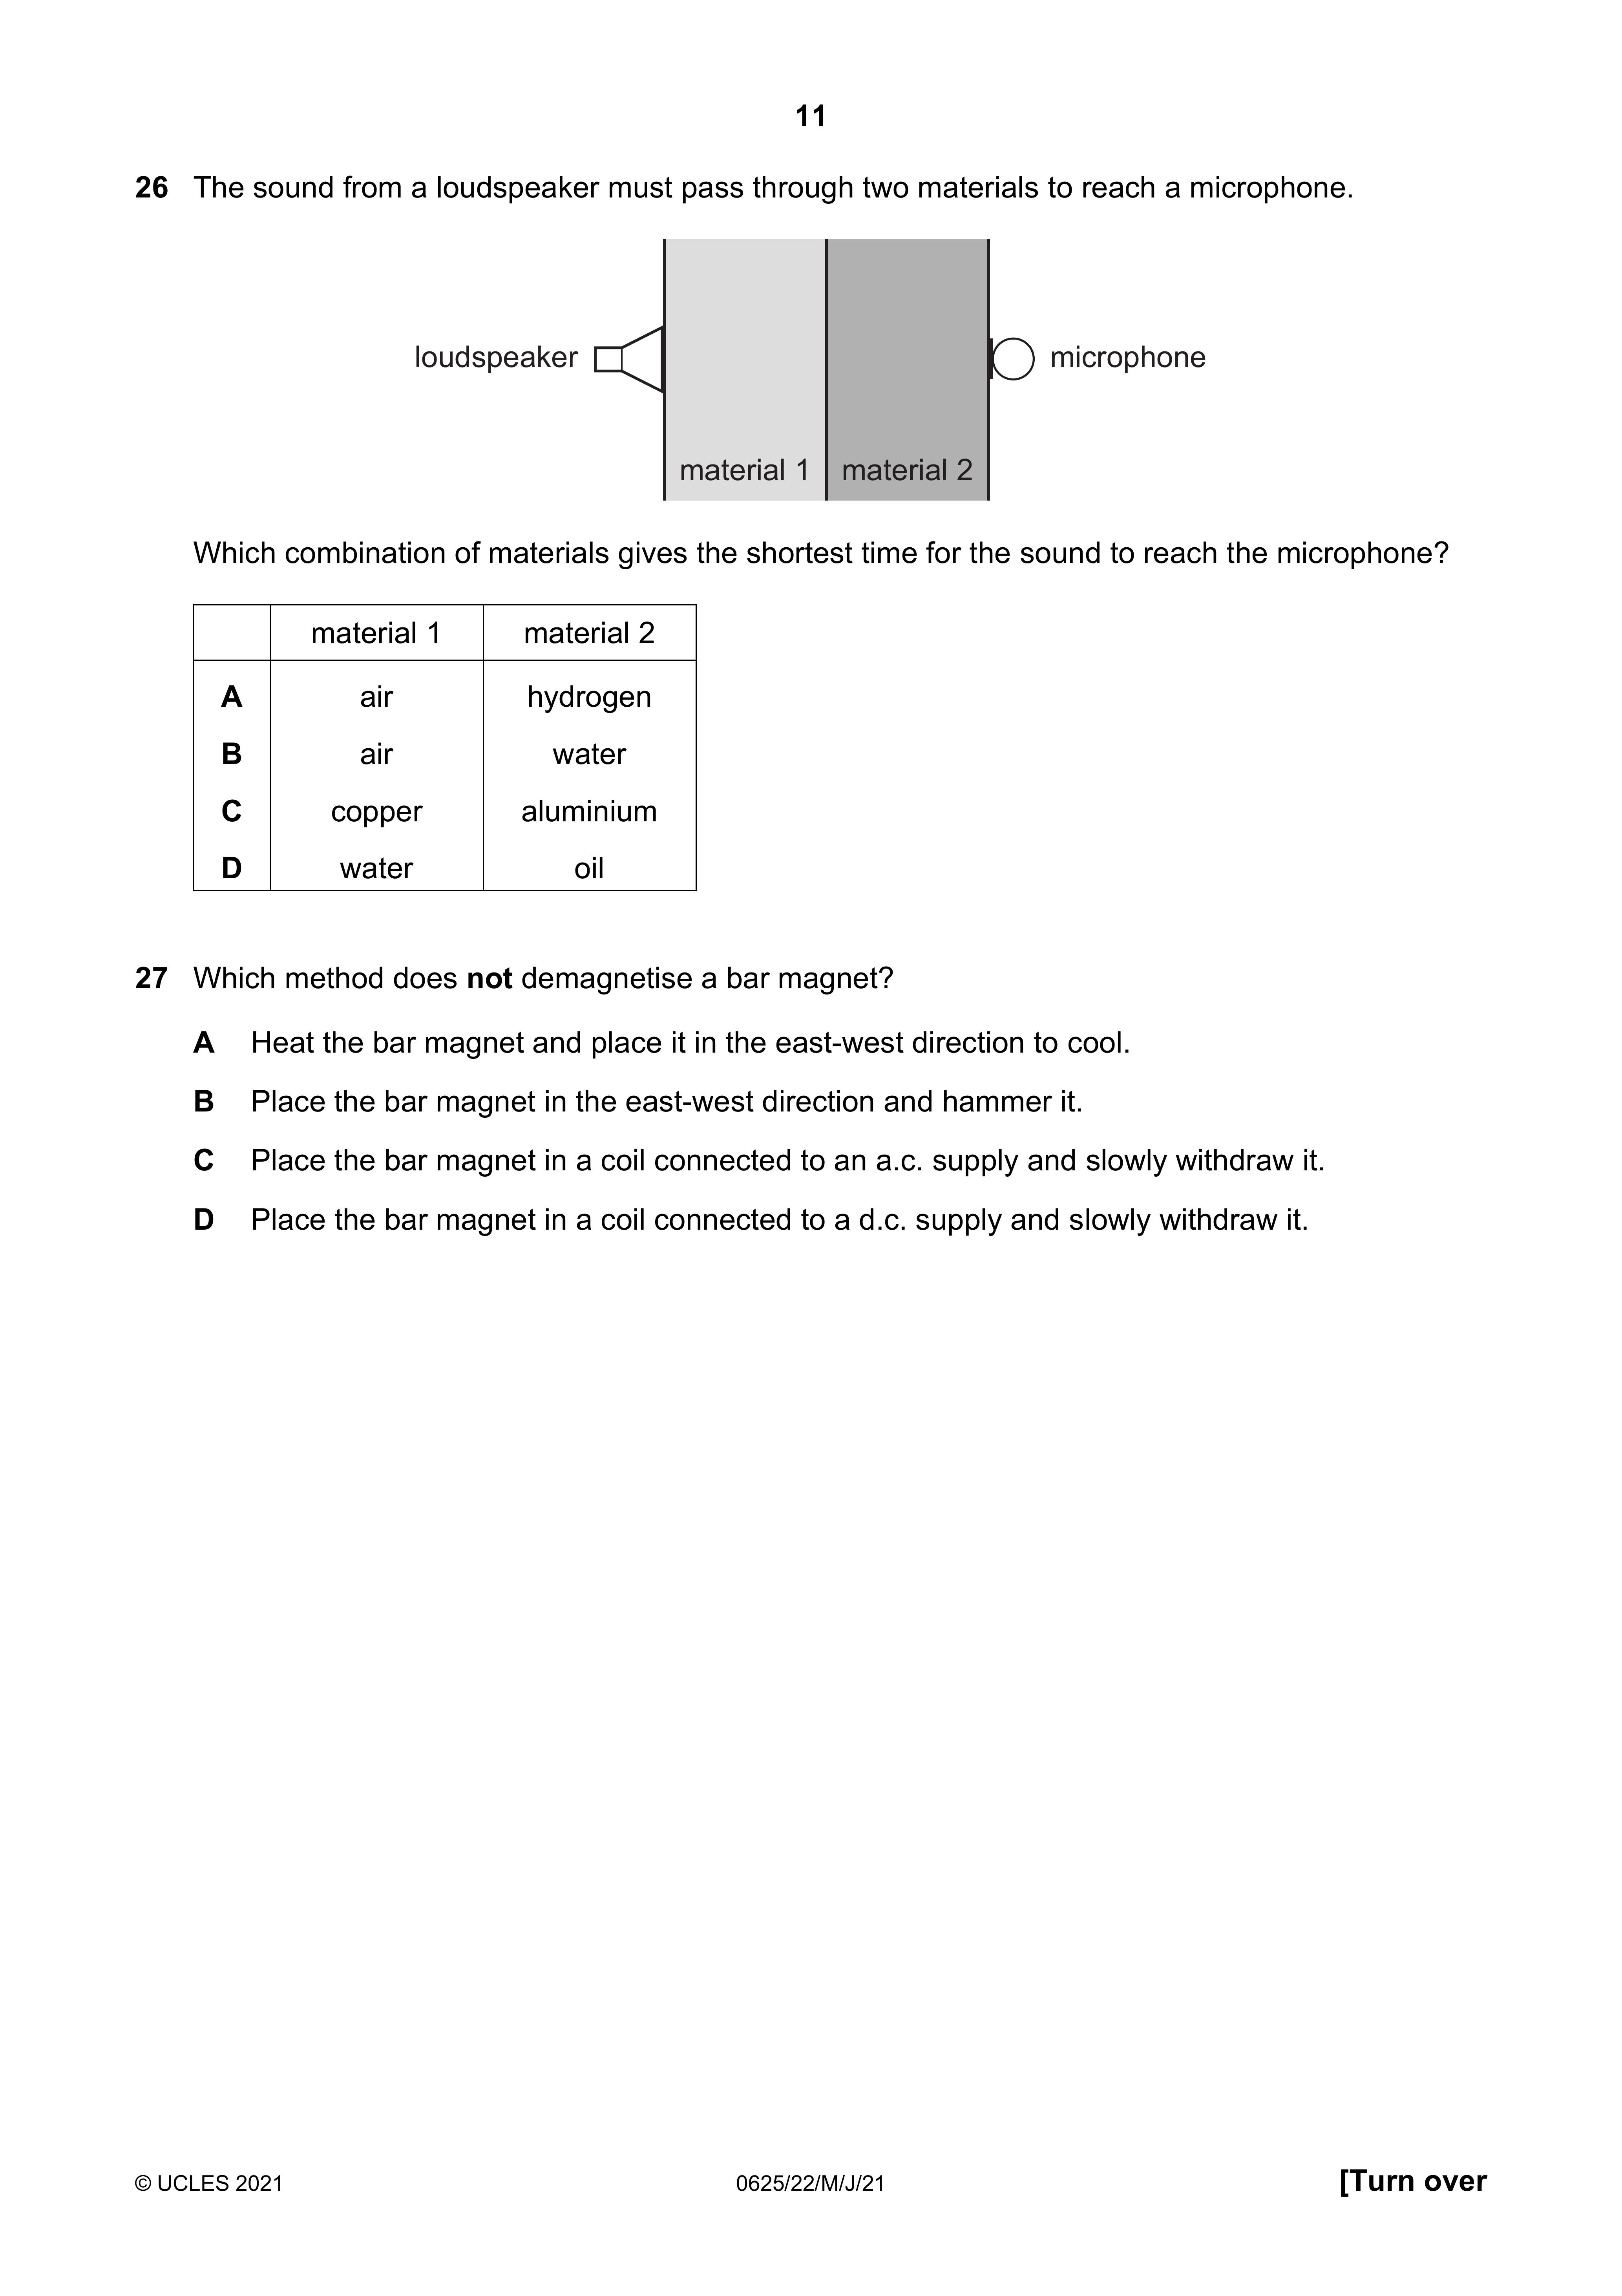 11
26 The sound from a loudspeaker must pass through two materials to reach a microphone.
loudspeaker
microphone
material 1 material 2
Which combination of materials gives the shortest time for the sound to reach the microphone?
material 1 material 2
A air hydrogen
B air water
C copper aluminium
D water oil
27 Which method does not demagnetise a bar magnet?
A Heat the bar magnet and place it in the east-west direction to cool.
B Place the bar magnet in the east-west direction and hammer it.
C Place the bar magnet in a coil connected to an a.c. supply and slowly withdraw it.
D Place the bar magnet in a coil connected to a d.c. supply and slowly withdraw it.
© UCLES 2021 0625/22/M/J/21 [Turn over